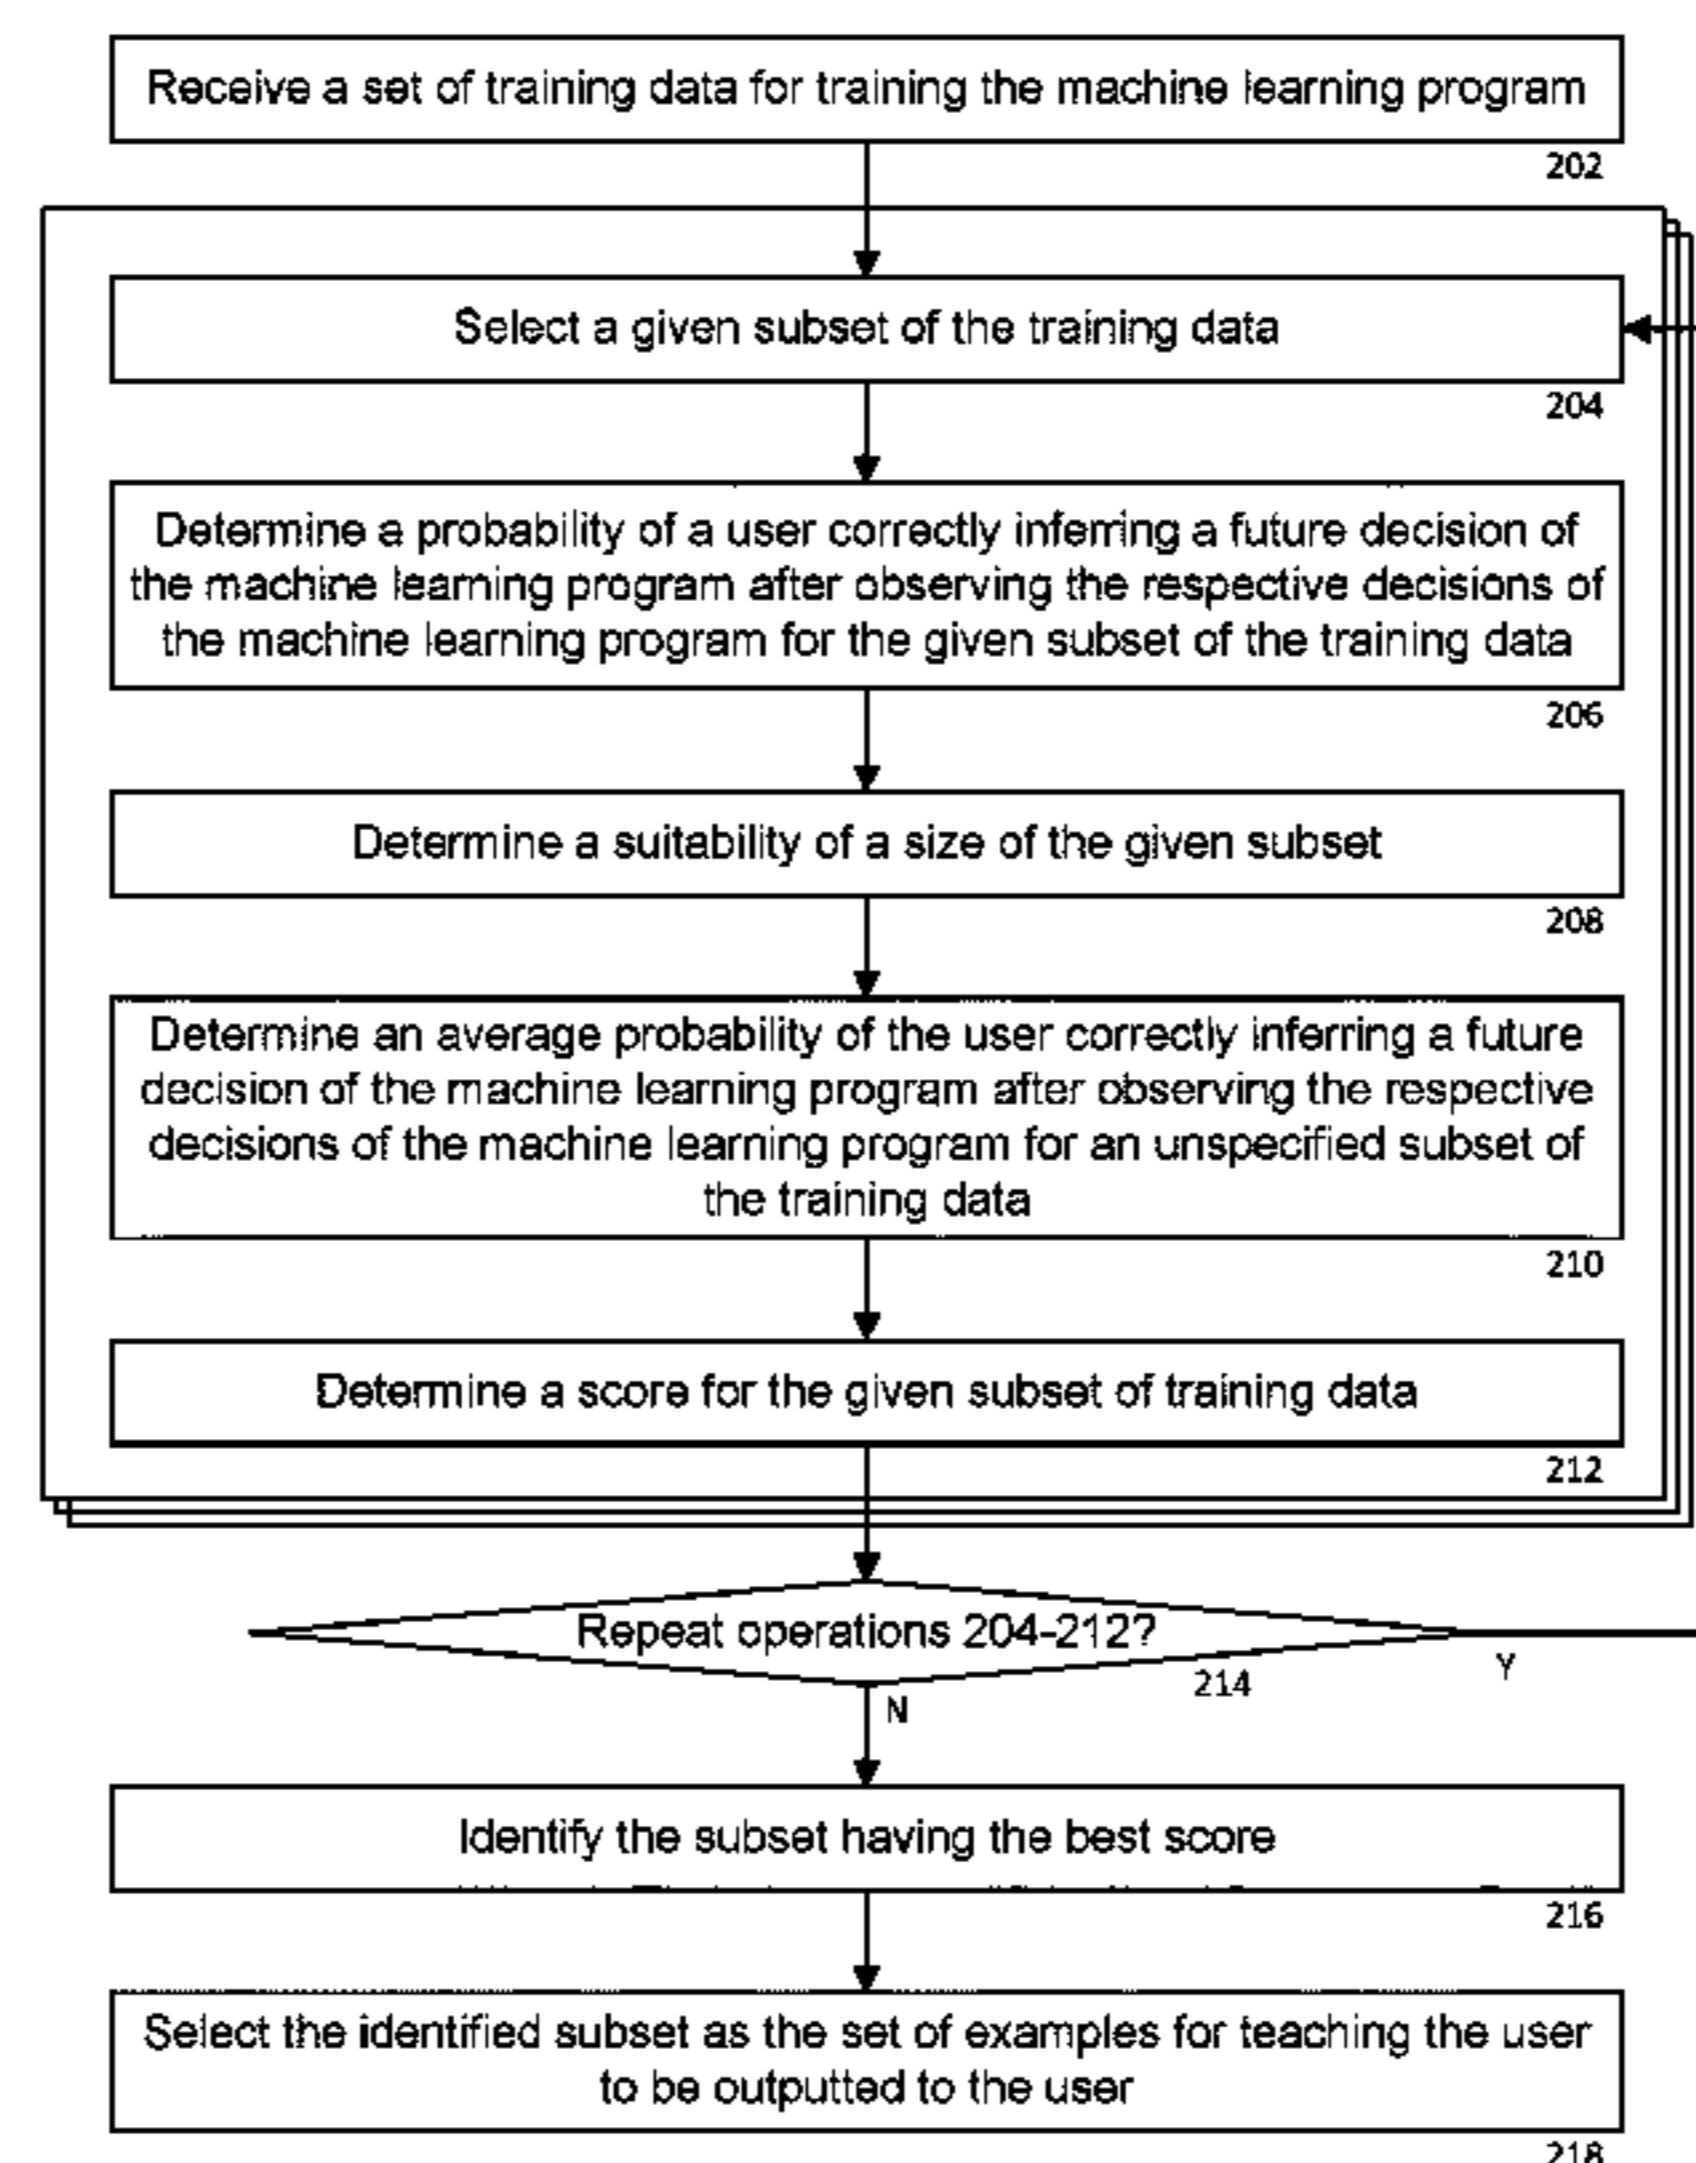 Receive a set of training data for training the machine learning program
202
Select a given subset of the training data
204
Determine a probability of a user correctly inferring a future decision of
the machine learning program after observing the respective decisions of
the machine learning program for the given subset of the training data
206
Determine a suitability of a size of the given subset
208
Determine an average probability of the user correctly inferring a future
decision of the machine learning program after observing the respective
decisions of the machine learning program for an unspecified subset of
the training data
210
Determine a score for the given subset of training data
212
Repeat operations 204-212?
214
Y
N
Identify the subset having the best score
216
Select the identified subset as the set of examples for teaching the user
to be outputted to the user
218